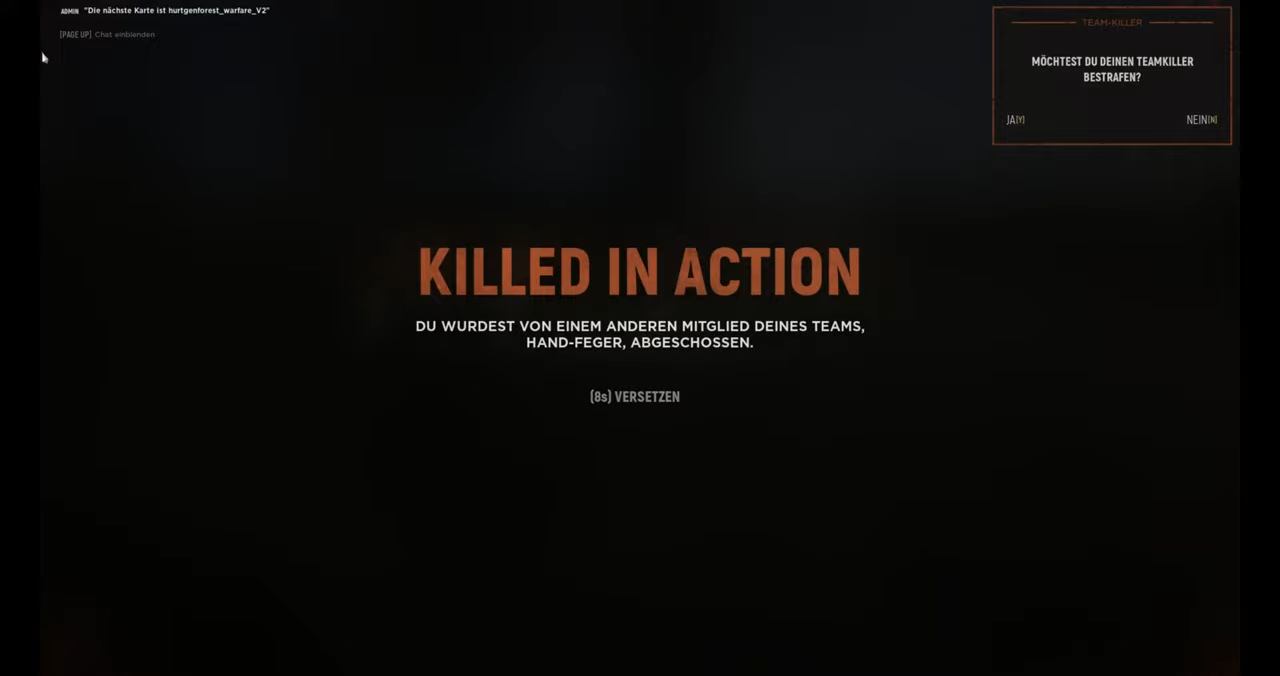 ADMIN "Die nächste Karte ist hurtgenforest_warfare_V2"
[PAGE UP] Chat einblenden
TEAM-KILLER
MÖCHTEST DU DEINEN TEAMKILLER
BESTRAFEN?
JA[Y] NEIN[N]
KILLED IN ACTION
DU WURDEST VON EINEM ANDEREN MITGLIED DEINES TEAMS,
HAND-FEGER, ABGESCHOSSEN.
(8s) VERSETZEN